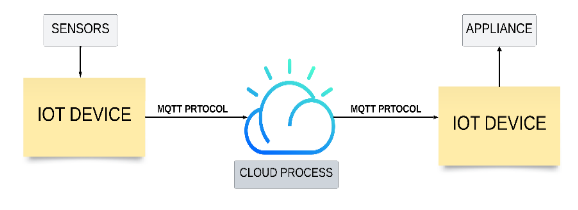 SENSORS
APPLIANCE
IOT DEVICE
MQTT PRTOCOL
MQTT PRTOCOL
IOT DEVICE
CLOUD PROCESS